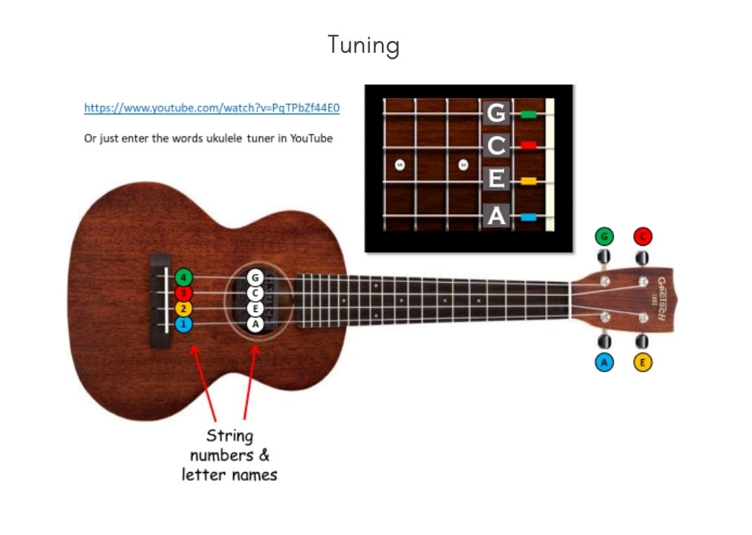 Tuning
https://www.youtube.com/watch?v=PqTPbZf44E0
Or just enter the words ukulele tuner in YouTube
G
C
E
A
G C
4 G
3 C
2 E
1 A
GRETSCH
A E
String
numbers &
letter names